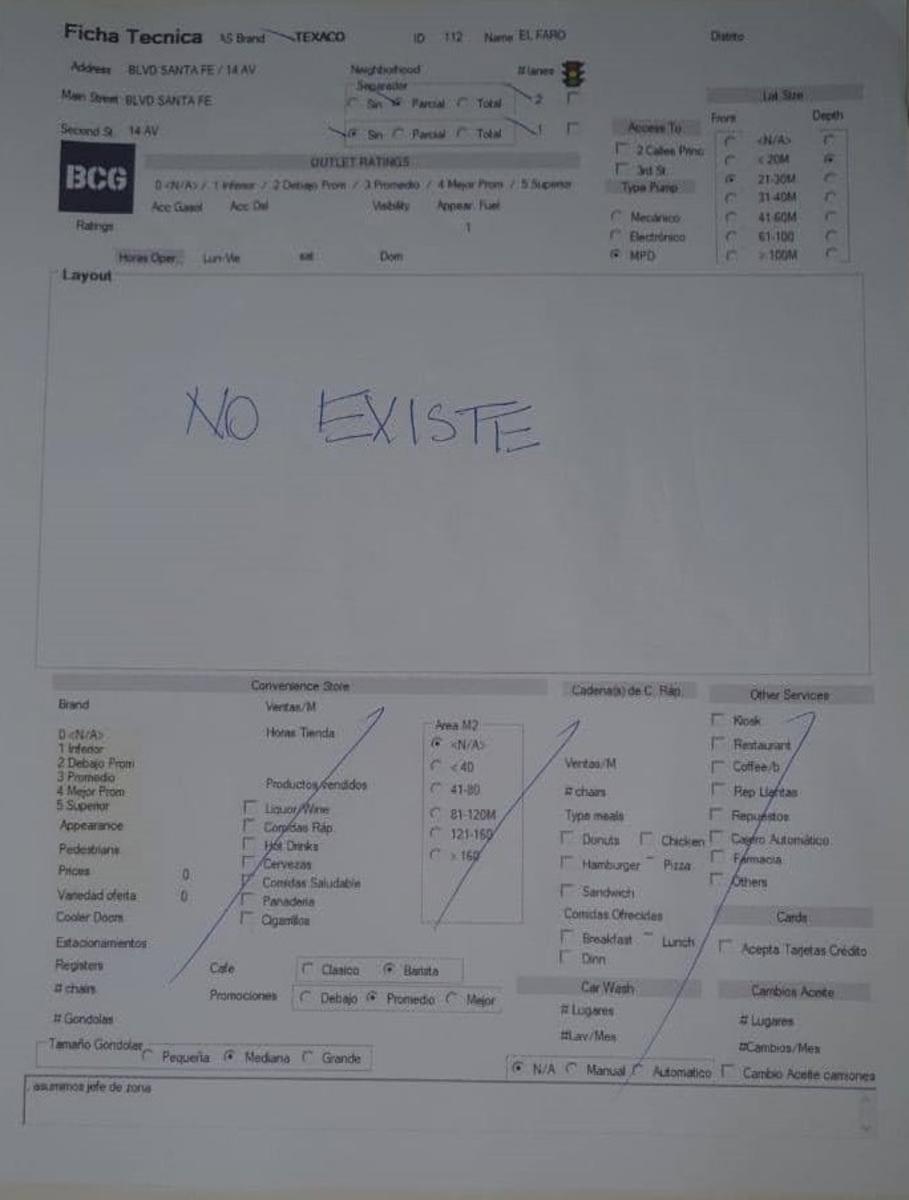 Ficha Tecnica AS Brand TEXACO ID 112 Name EL FARO Distrito
Address BLVD SANTA FE / 14 AV Neighborhood # lanes
Main Street BLVD SANTA FE Separador Sin Parcial Total 2
Second St. 14 AV Sin Parcial Total 1
Lot Size
Front Depth
<N/A>
< 20M
21-30M
31-40M
41-60M
61-100
> 100M
Access To
2 Calles Princ
3rd St.
Type Pump
Mecánico
Electrónico
MPD
BCG
OUTLET RATINGS
0 <N/A> / 1 Inferior / 2 Debajo Prom / 3 Promedio / 4 Mejor Prom / 5 Superior
Acc Gasol Acc Dsl Visibility Appear. Fuel
Ratings 1
Horas Oper.: Lun-Vie sat Dom
Layout
NO EXISTE
Convenience Store
Brand
0 <N/A>
1 Inferior
2 Debajo Prom
3 Promedio
4 Mejor Prom
5 Superior
Appearance
Pedestrians
Prices 0
Variedad oferta 0
Cooler Doors
Estacionamientos
Registers
# chairs
# Gondolas
Tamaño Gondolas Pequeña Mediana Grande
Ventas/M
Horas Tienda
Productos vendidos
Liquor/Wine
Comidas Ráp.
Hot Drinks
Cervezas
Comidas Saludable
Panaderia
Cigarrillos
Area M2
<N/A>
< 40
41-80
81-120M
121-160
> 160
Cafe Clasico Barista
Promociones Debajo Promedio Mejor
Cadena(s) de C. Ráp.
Ventas/M
# chairs
Type meals
Donuts Chicken
Hamburger Pizza
Sandwich
Comidas Ofrecidas
Breakfast Lunch
Dinn
Car Wash
# Lugares
#Lav/Mes
N/A Manual Automatico
Other Services
Kiosk
Restaurant
Coffee/b
Rep Llantas
Repuestos
Cajero Automático
Farmacia
Others
Cards
Acepta Tarjetas Crédito
Cambios Aceite
# Lugares
#Cambios/Mes
Cambio Aceite camiones
asumimos jefe de zona